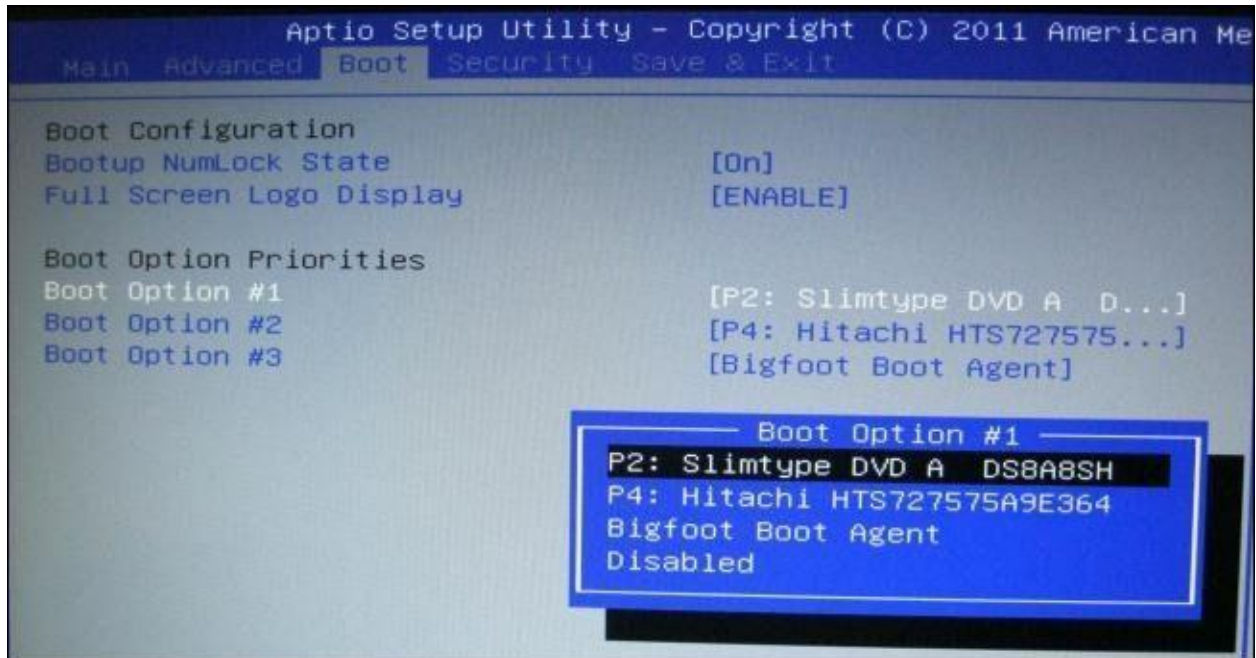 Aptio Setup Utility – Copyright (C) 2011 American Me
Main Advanced Boot Security Save & Exit
Boot Configuration
Bootup NumLock State [On]
Full Screen Logo Display [ENABLE]
Boot Option Priorities
Boot Option #1 [P2: Slimtype DVD A D...]
Boot Option #2 [P4: Hitachi HTS727575...]
Boot Option #3 [Bigfoot Boot Agent]
Boot Option #1
P2: Slimtype DVD A DS8A8SH
P4: Hitachi HTS727575A9E364
Bigfoot Boot Agent
Disabled